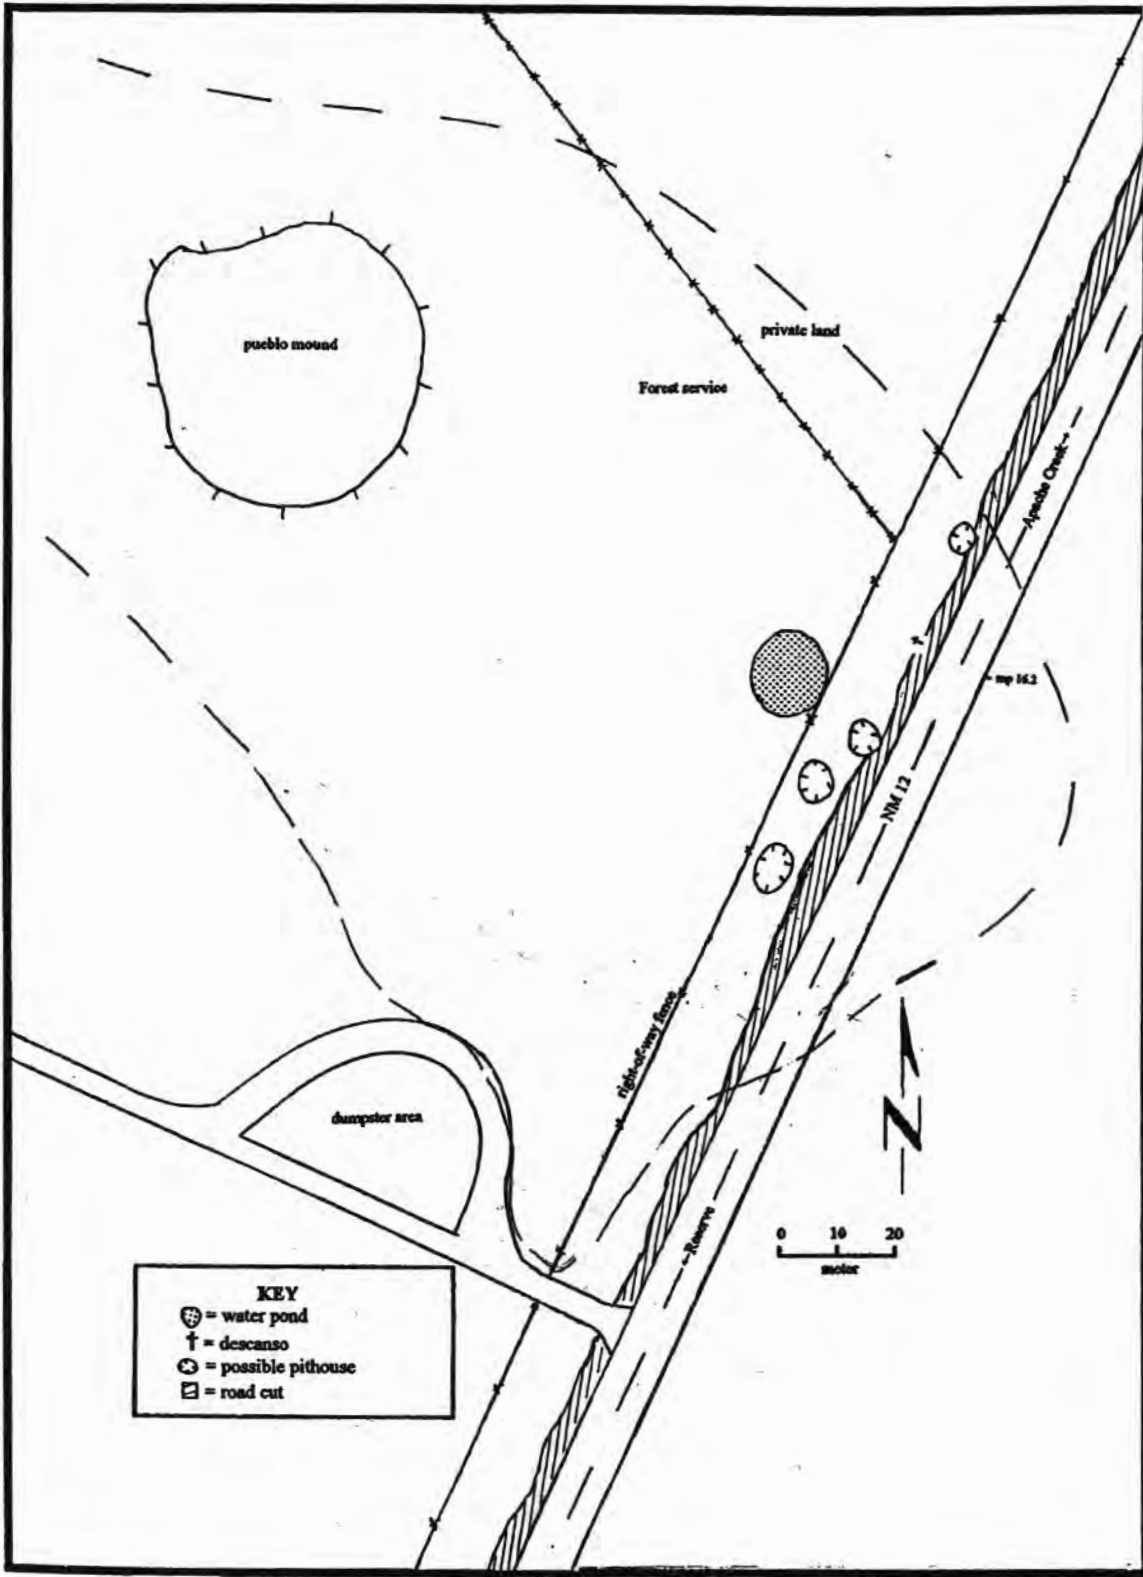 pueblo mound
private land
Forest service
Apache Creek→
mp 16.2
NM 12
right-of-way fence
dumpster area
←Reserve
N
0 10 20
meter
KEY
= water pond
= descanso
= possible pithouse
= road cut